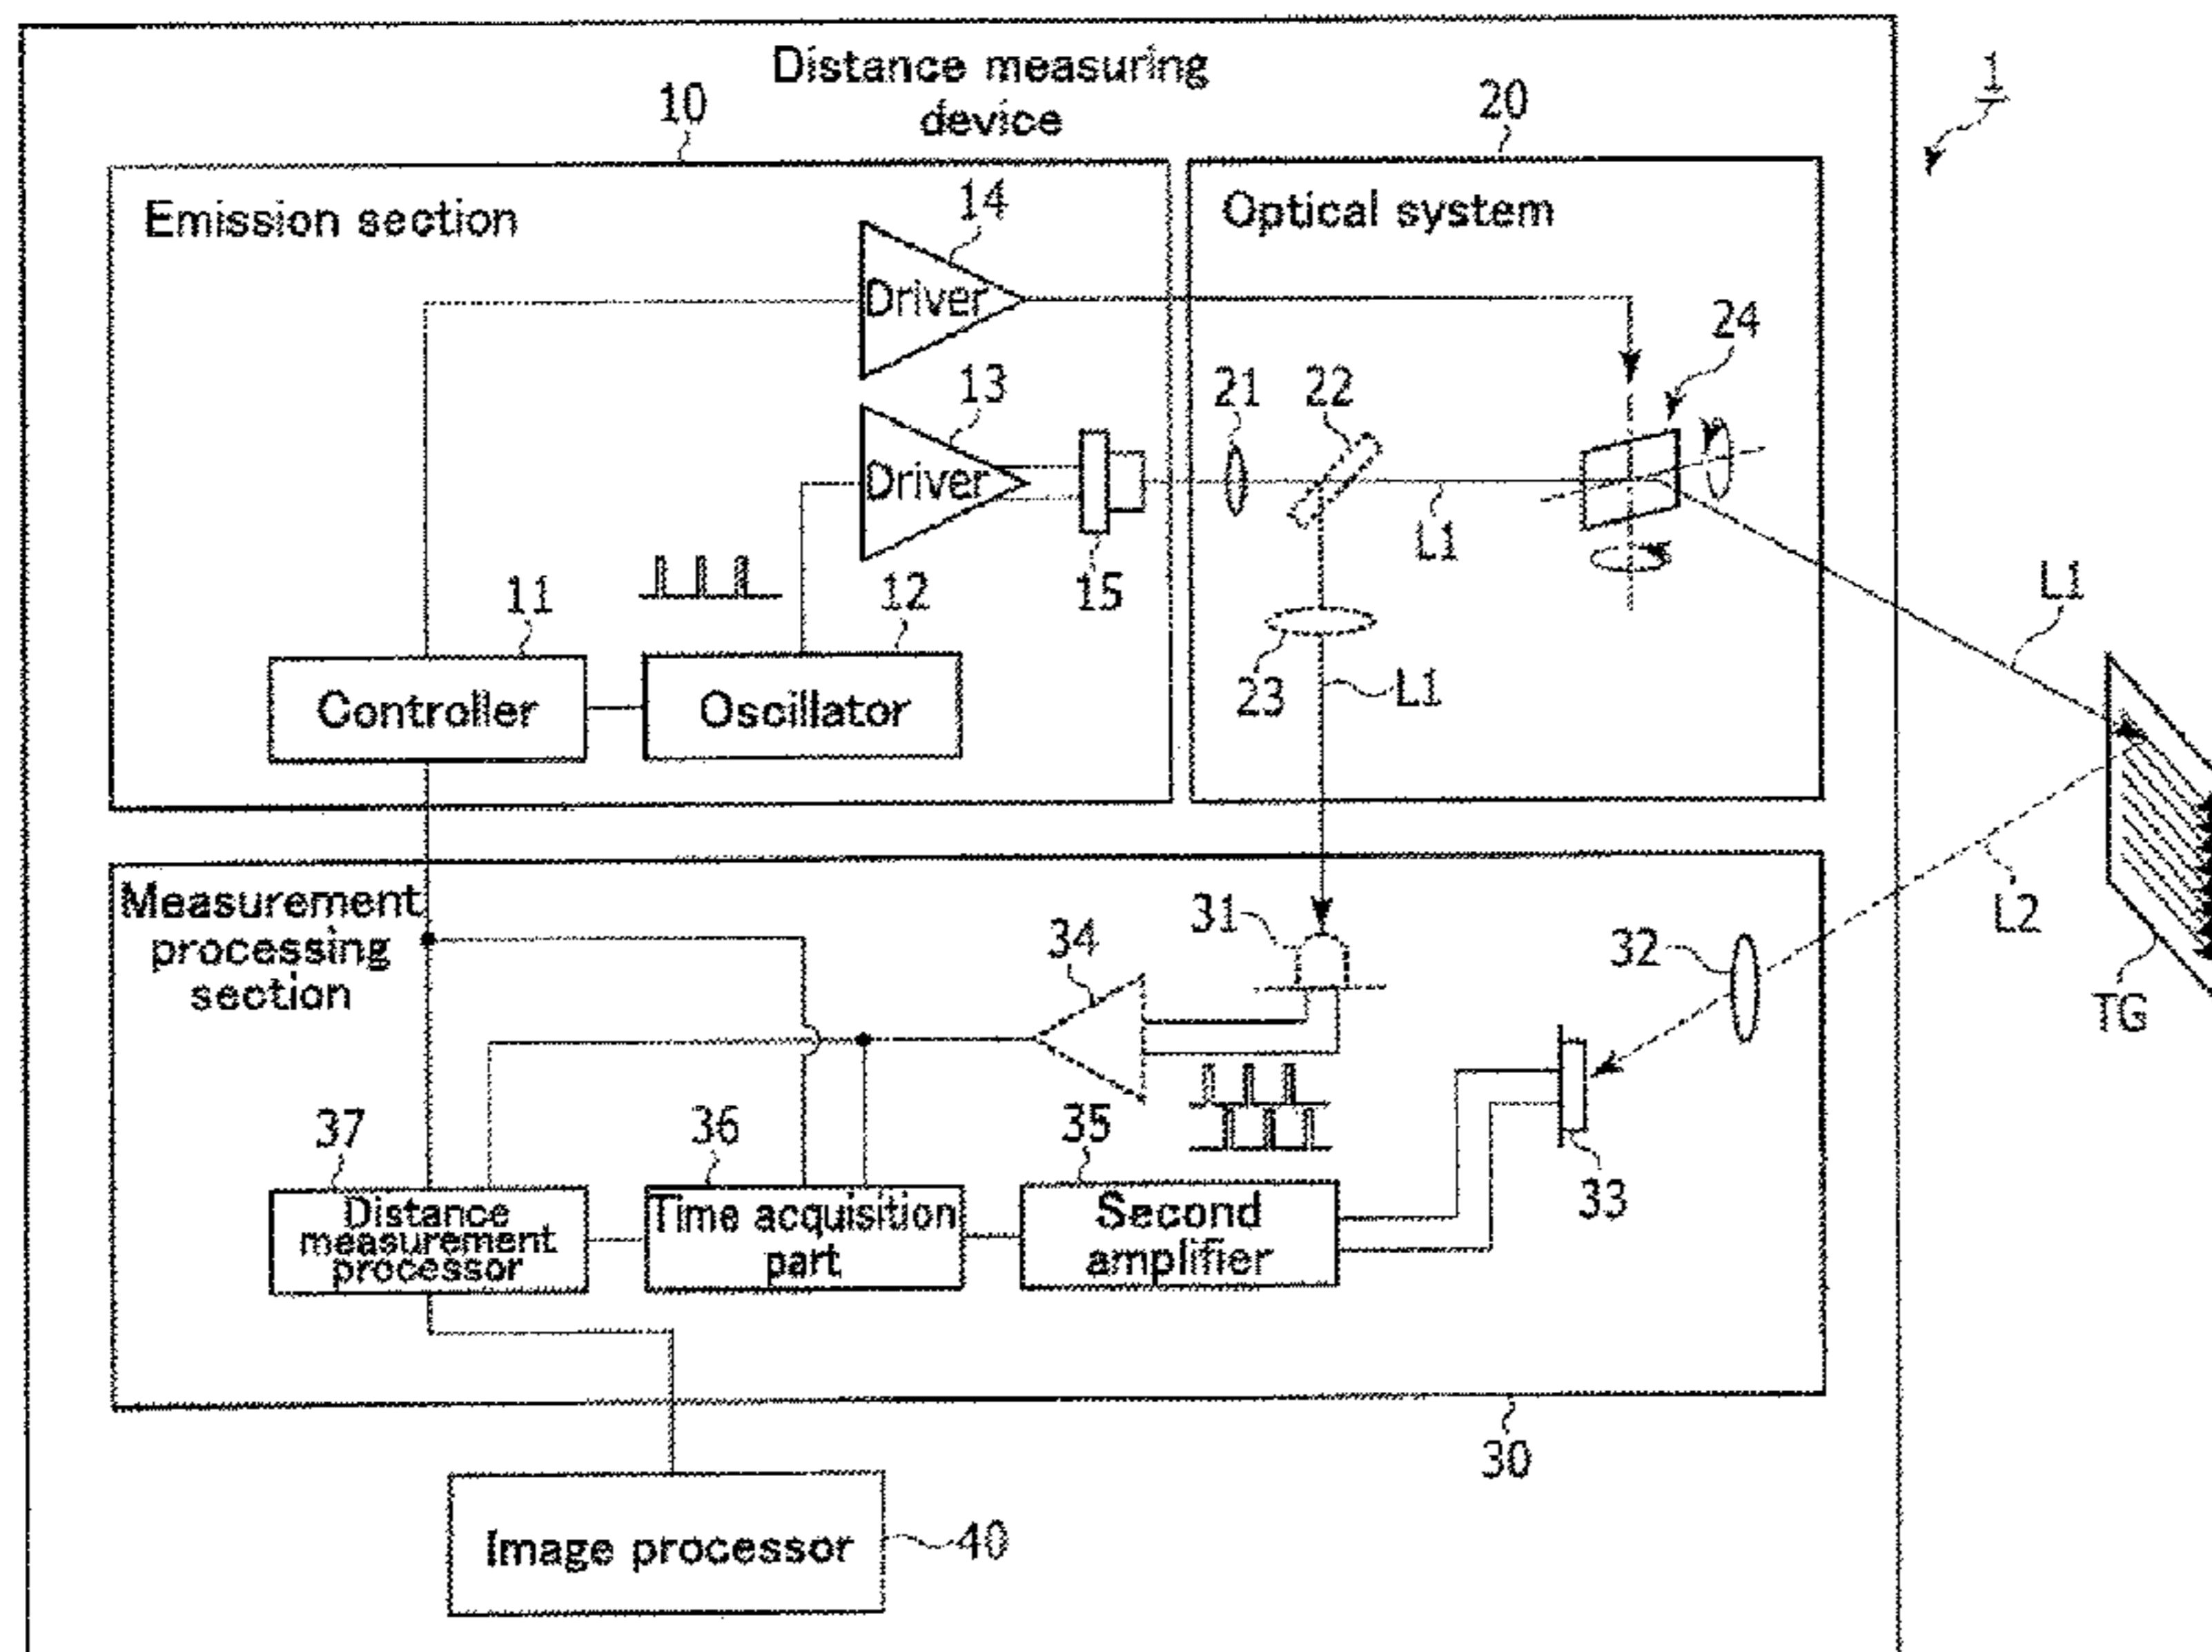 Distance measuring
device
1
10
20
Emission section
14
Optical system
Driver
24
13
21
22
Driver
L1
15
12
11
L1
Controller
Oscillator
23
L1
L2
TG
Measurement
processing
section
31
34
32
37
36
35
33
Distance
measurement
processor
Time acquisition
part
Second
amplifier
30
Image processor
40